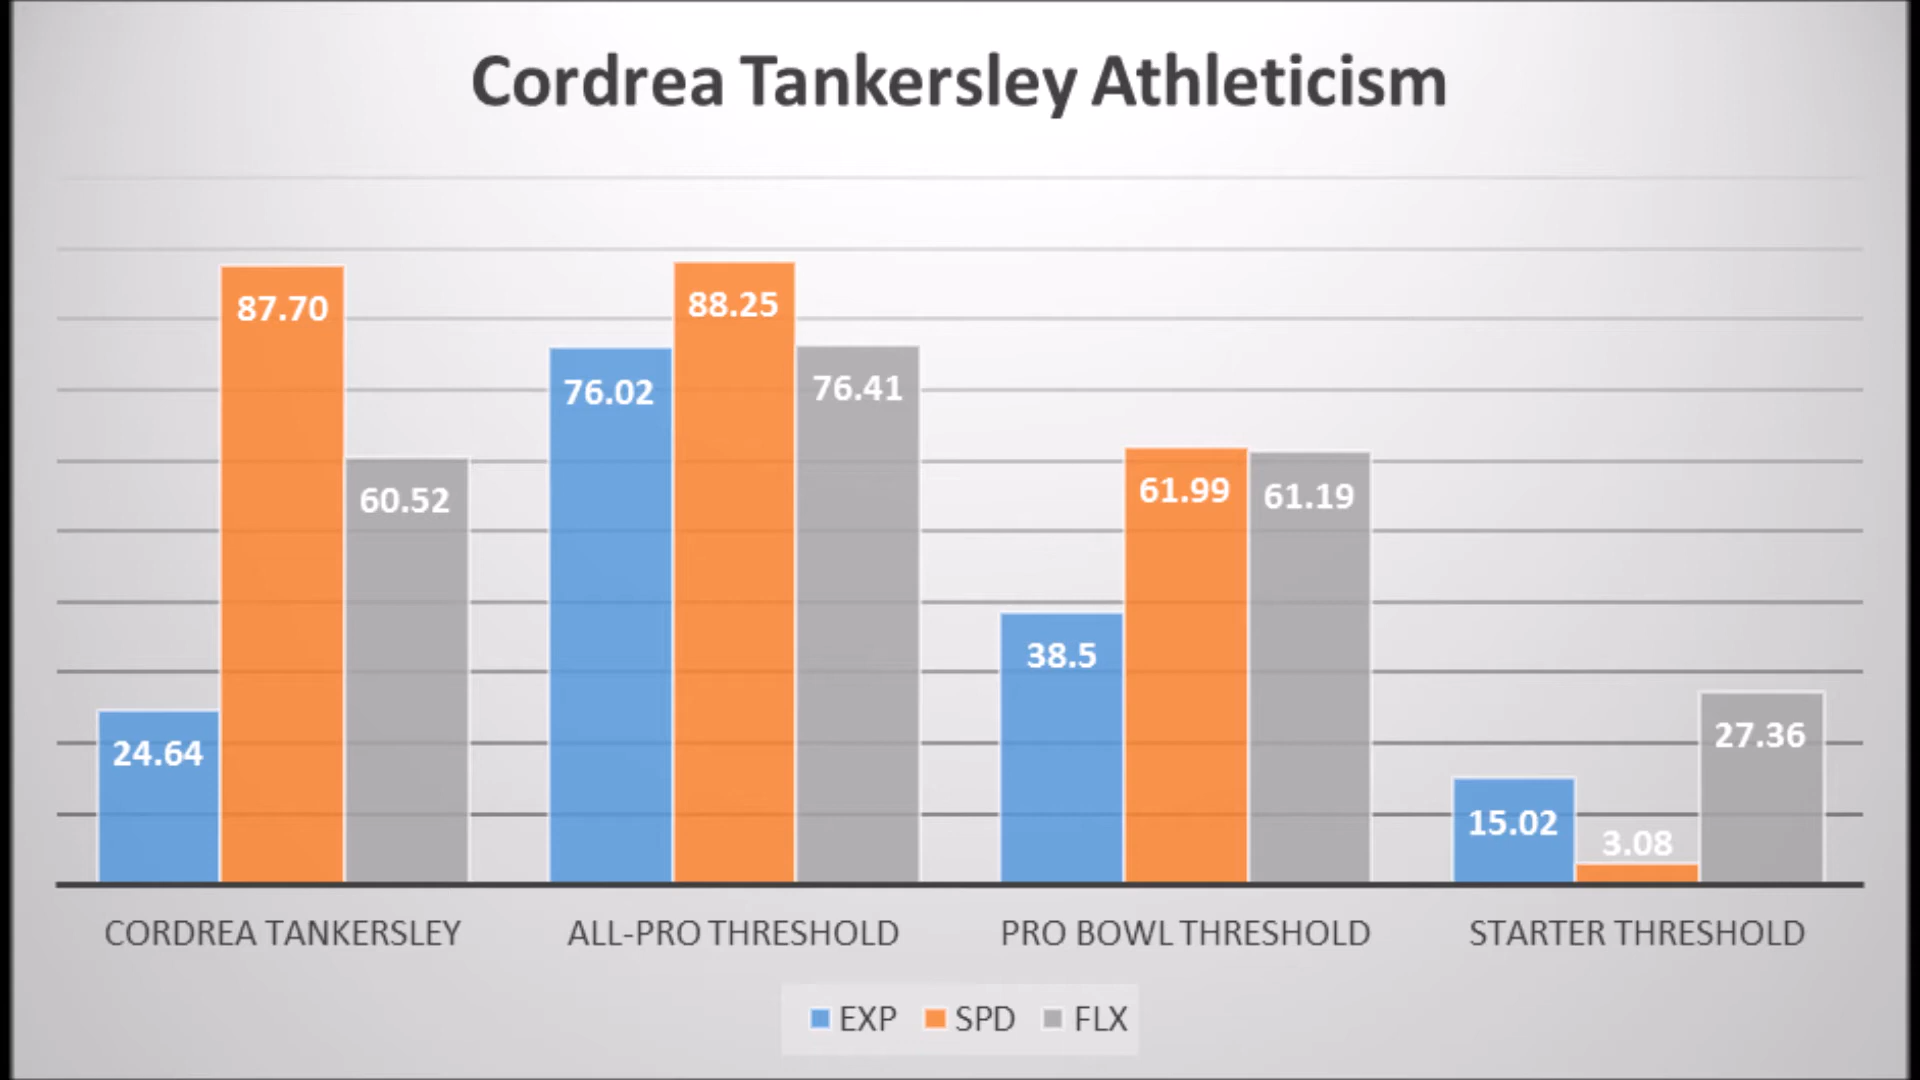 Cordrea Tankersley Athleticism
87.70
88.25
76.02
76.41
60.52
61.99
61.19
38.5
24.64
27.36
15.02
3.08
CORDREA TANKERSLEY
ALL-PRO THRESHOLD
PRO BOWL THRESHOLD
STARTER THRESHOLD
EXP SPD FLX